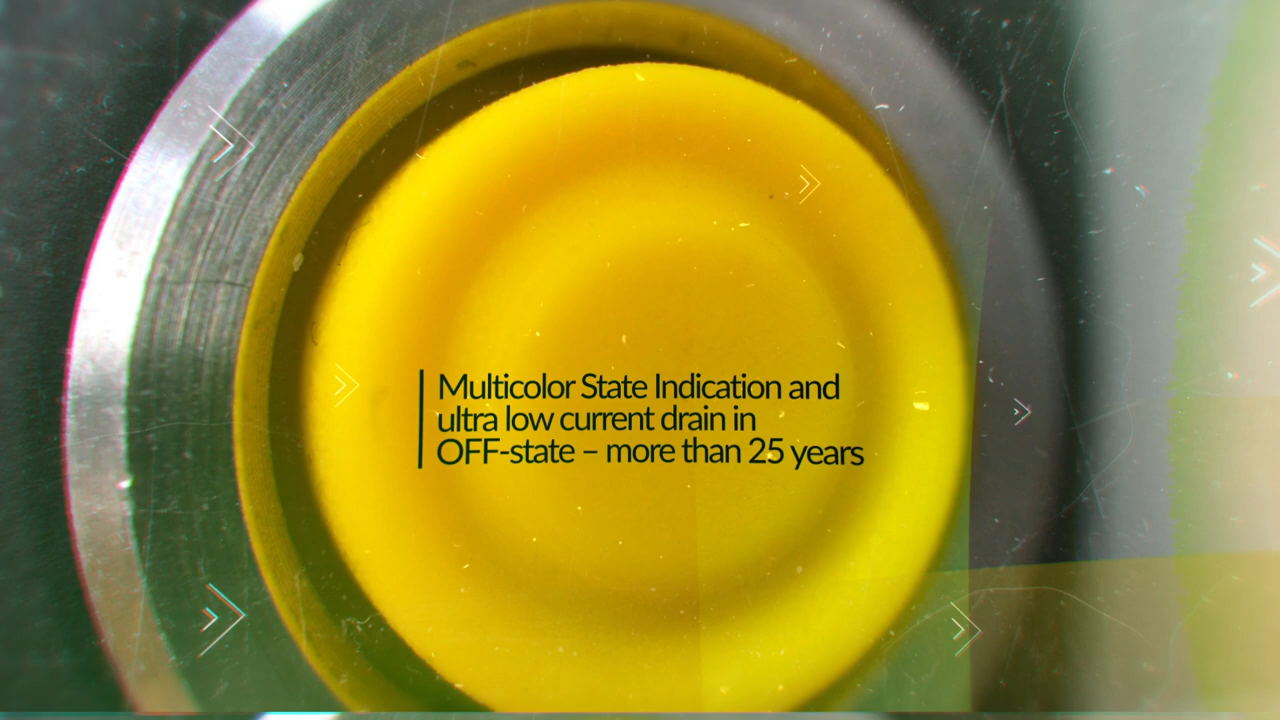 Multicolor State Indication and
ultra low current drain in
OFF-state – more than 25 years